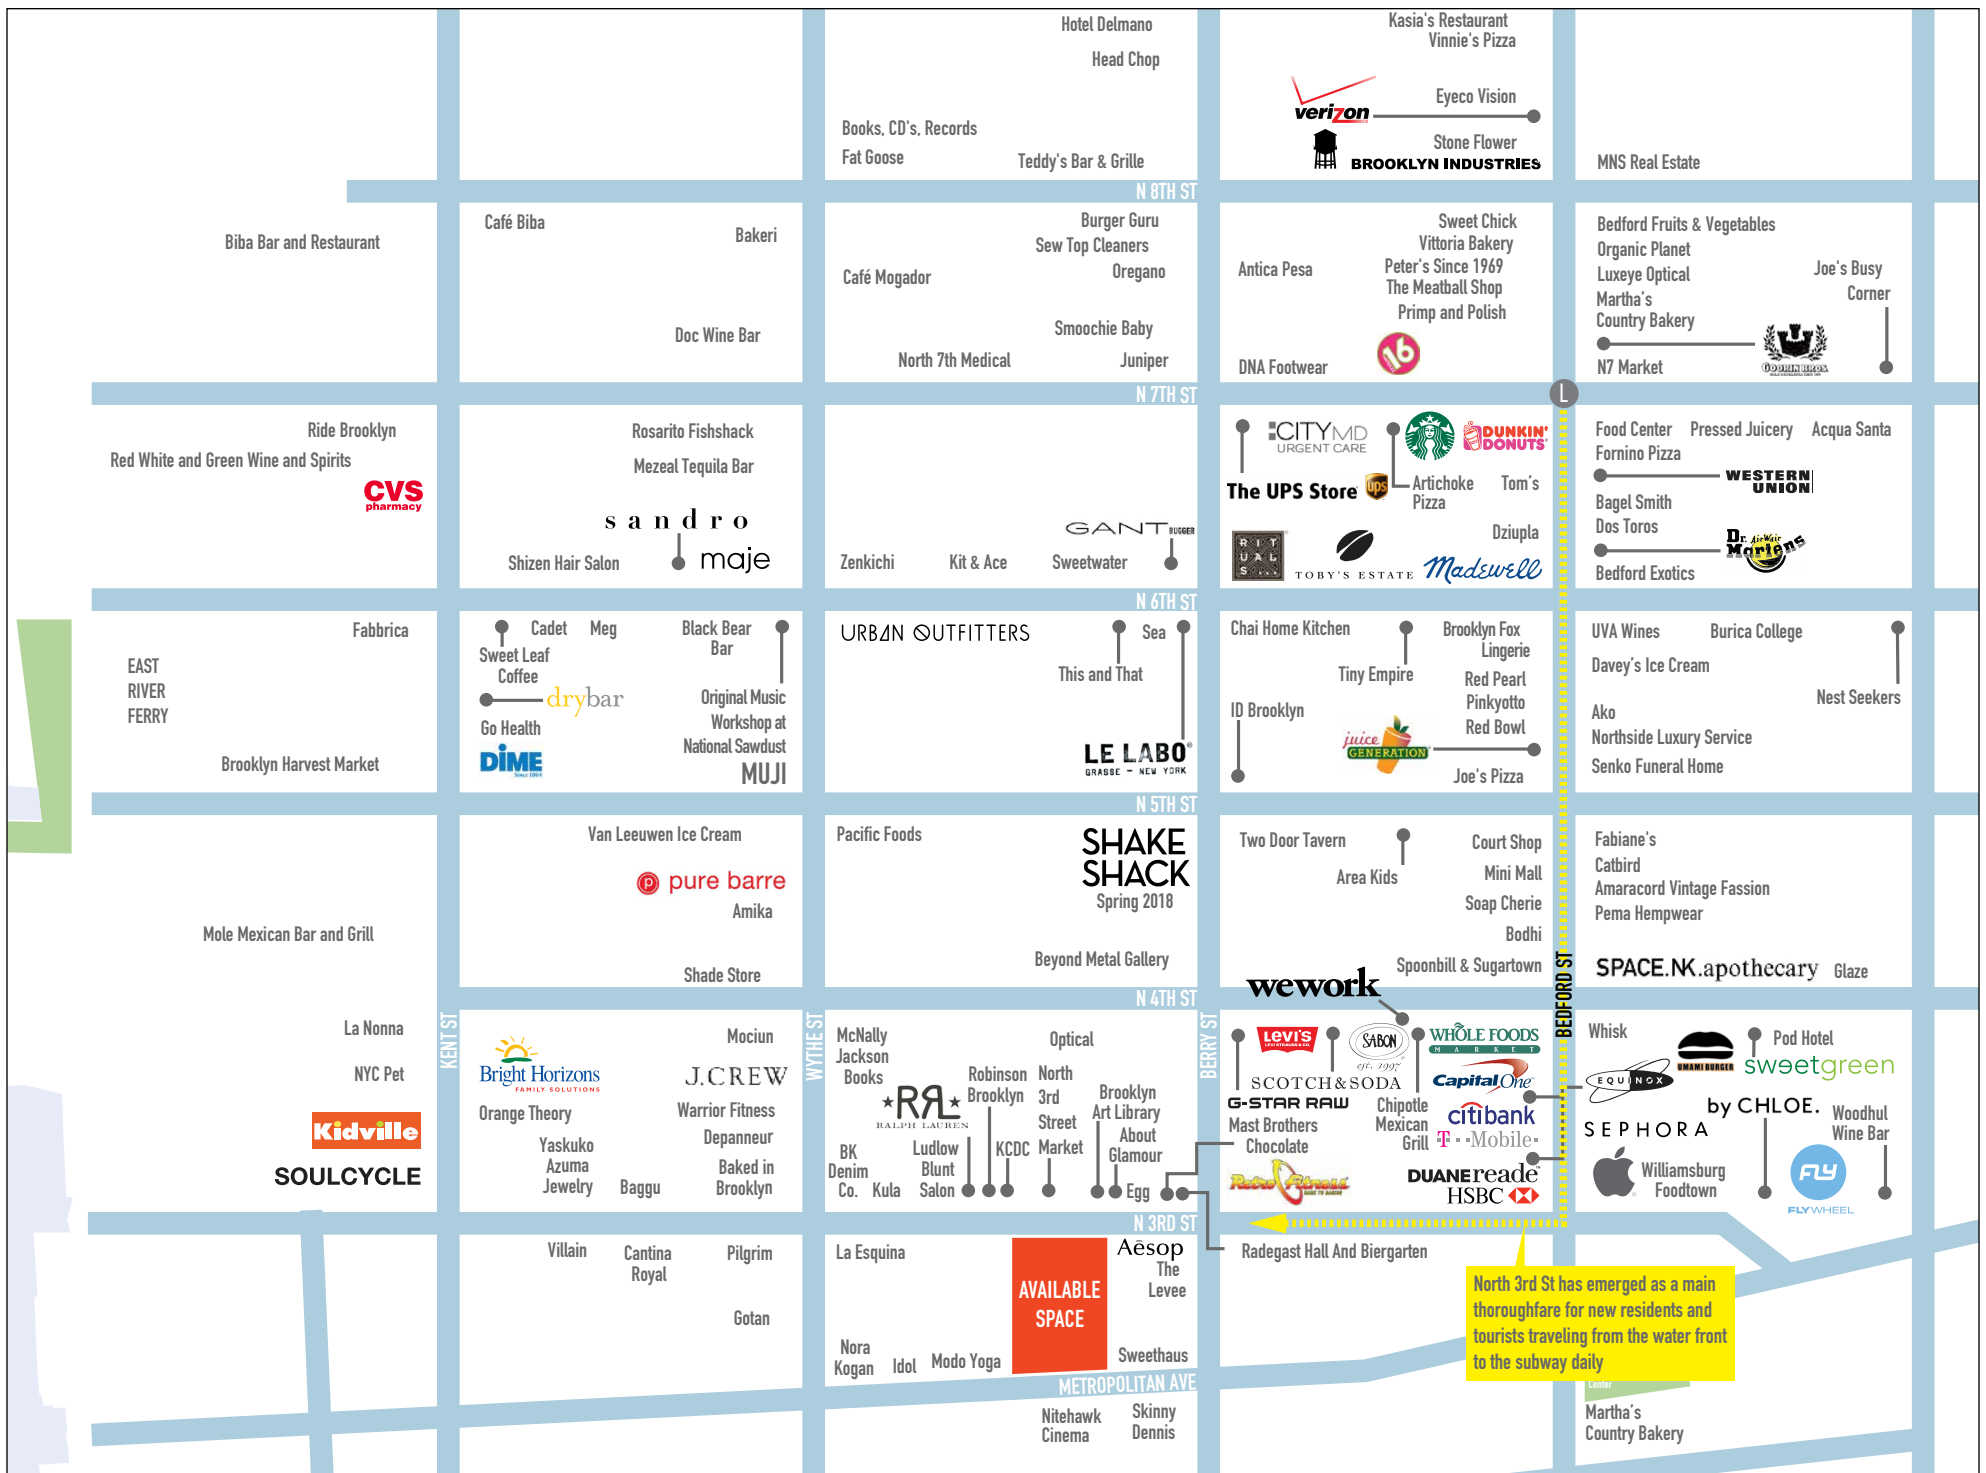 Hotel Delmano
Head Chop
Books, CD's, Records
Fat Goose
Teddy's Bar & Grille
Kasia's Restaurant
Vinnie's Pizza
verizon
Eyeco Vision
Stone Flower
BROOKLYN INDUSTRIES
MNS Real Estate
N 8TH ST
Biba Bar and Restaurant
Café Biba
Bakeri
Doc Wine Bar
Burger Guru
Sew Top Cleaners
Oregano
Café Mogador
Smoochie Baby
North 7th Medical
Juniper
Antica Pesa
Sweet Chick
Vittoria Bakery
Peter's Since 1969
The Meatball Shop
Primp and Polish
16
DNA Footwear
Bedford Fruits & Vegetables
Organic Planet
Luxeye Optical
Martha's
Country Bakery
N7 Market
GOORIN BROS.
Joe's Busy
Corner
N 7TH ST
L
Ride Brooklyn
Red White and Green Wine and Spirits
CVS
pharmacy
Rosarito Fishshack
Mezeal Tequila Bar
sandro
Shizen Hair Salon
maje
GANT RUGGER
Zenkichi
Kit & Ace
Sweetwater
CITYMD
URGENT CARE
DUNKIN'
DONUTS
The UPS Store
ups
Artichoke
Pizza
Tom's
Dziupla
RITUALS...
TOBY'S ESTATE
Madewell
Food Center
Pressed Juicery
Acqua Santa
Fornino Pizza
WESTERN
UNION
Bagel Smith
Dos Toros
Dr. AirWair
Martens
Bedford Exotics
N 6TH ST
Fabbrica
EAST
RIVER
FERRY
Brooklyn Harvest Market
Cadet
Meg
Sweet Leaf
Coffee
drybar
Go Health
DIME
Since 1864
Black Bear
Bar
Original Music
Workshop at
National Sawdust
MUJI
URBAN OUTFITTERS
Sea
This and That
LE LABO
GRASSE - NEW YORK
Chai Home Kitchen
Tiny Empire
ID Brooklyn
Brooklyn Fox
Lingerie
Red Pearl
Pinkyotto
Red Bowl
juice
GENERATION
Joe's Pizza
UVA Wines
Burica College
Davey's Ice Cream
Nest Seekers
Ako
Northside Luxury Service
Senko Funeral Home
N 5TH ST
Mole Mexican Bar and Grill
Van Leeuwen Ice Cream
pure barre
Amika
Shade Store
Pacific Foods
SHAKE
SHACK
Spring 2018
Beyond Metal Gallery
Two Door Tavern
Area Kids
Court Shop
Mini Mall
Soap Cherie
Bodhi
Spoonbill & Sugartown
wework
Fabiane's
Catbird
Amaracord Vintage Fassion
Pema Hempwear
SPACE.NK.apothecary
Glaze
N 4TH ST
KENT ST
WYTHE ST
BERRY ST
BEDFORD ST
La Nonna
NYC Pet
Kidville
SOULCYCLE
Bright Horizons
FAMILY SOLUTIONS
Orange Theory
Yaskuko
Azuma
Jewelry
Baggu
Mociun
J.CREW
Warrior Fitness
Depanneur
Baked in
Brooklyn
McNally
Jackson
Books
RRL
RALPH LAUREN
BK
Denim
Co.
Kula
Ludlow
Blunt
Salon
Robinson
Brooklyn
KCDC
Optical
North
3rd
Street
Market
Brooklyn
Art Library
About
Glamour
Egg
LEVI'S
LEVI STRAUSS & CO.
SABON
est. 1997
SCOTCH & SODA
G-STAR RAW
Mast Brothers
Chocolate
Retro Fitness
Chipotle
Mexican
Grill
WHOLE FOODS
MARKET
Capital One
citibank
T-Mobile
DUANEreade
HSBC
Whisk
UMAMI BURGER
Pod Hotel
sweetgreen
EQUINOX
by CHLOE.
SEPHORA
Woodhul
Wine Bar
Williamsburg
Foodtown
FLY
FLYWHEEL
N 3RD ST
Villain
Cantina
Royal
Pilgrim
Gotan
La Esquina
Nora
Kogan
Idol
Modo Yoga
AVAILABLE
SPACE
Aēsop
The
Levee
Sweethaus
Radegast Hall And Biergarten
North 3rd St has emerged as a main
thoroughfare for new residents and
tourists traveling from the water front
to the subway daily
Center
METROPOLITAN AVE
Nitehawk
Cinema
Skinny
Dennis
Martha's
Country Bakery